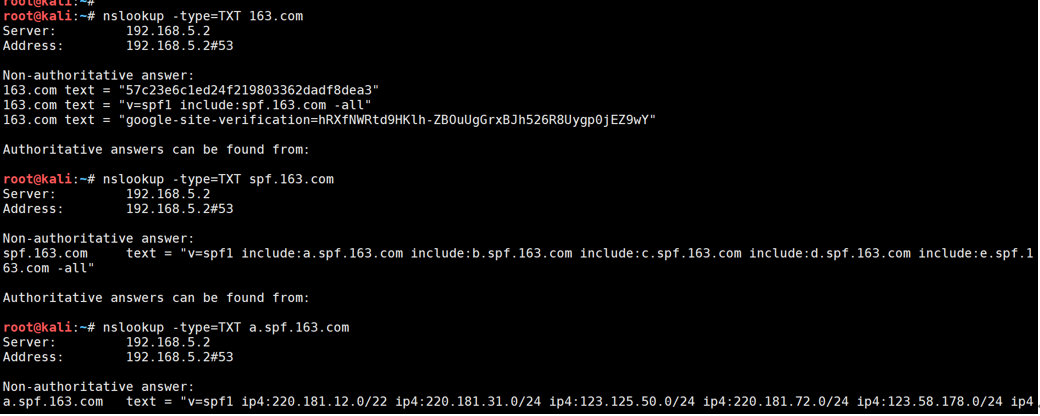 root@kali:~#
root@kali:~# nslookup -type=TXT 163.com
Server:         192.168.5.2
Address:        192.168.5.2#53
Non-authoritative answer:
163.com text = "57c23e6c1ed24f219803362dadf8dea3"
163.com text = "v=spf1 include:spf.163.com -all"
163.com text = "google-site-verification=hRXfNWRtd9HKlh-ZBOuUgGrxBJh526R8Uygp0jEZ9wY"
Authoritative answers can be found from:
root@kali:~# nslookup -type=TXT spf.163.com
Server:         192.168.5.2
Address:        192.168.5.2#53
Non-authoritative answer:
spf.163.com     text = "v=spf1 include:a.spf.163.com include:b.spf.163.com include:c.spf.163.com include:d.spf.163.com include:e.spf.1
63.com -all"
Authoritative answers can be found from:
root@kali:~# nslookup -type=TXT a.spf.163.com
Server:         192.168.5.2
Address:        192.168.5.2#53
Non-authoritative answer:
a.spf.163.com   text = "v=spf1 ip4:220.181.12.0/22 ip4:220.181.31.0/24 ip4:123.125.50.0/24 ip4:220.181.72.0/24 ip4:123.58.178.0/24 ip4